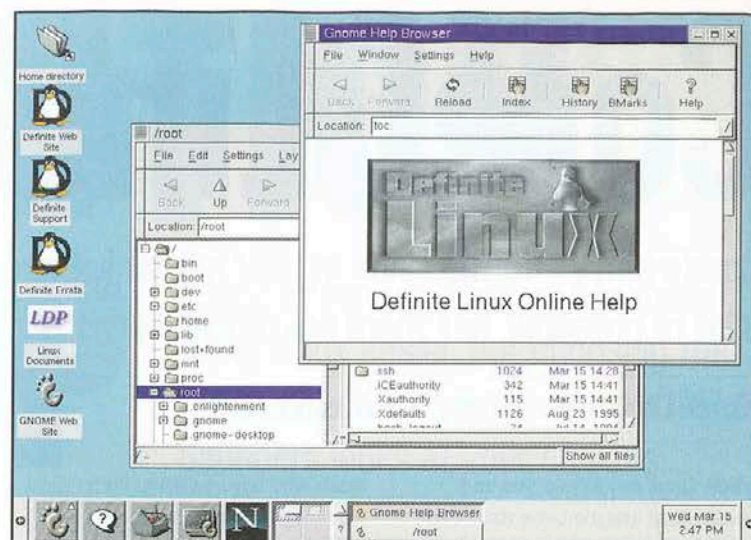 Home directory
Definite Web
Site
Definite
Support
Definite Errata
LDP
Linux
Documents
GNOME Web
Site
/root
File Edit Settings Lay
Back Up Forward
Location: /root
/
bin
boot
dev
etc
home
lib
lost+found
mnt
proc
root
.enlightenment
.gnome
.gnome-desktop
.ssh 1024 Mar 15 14:28
.ICEauthority 342 Mar 15 14:41
.Xauthority 115 Mar 15 14:41
.Xdefaults 1126 Aug 23 1995
Show all files
Gnome Help Browser
File Window Settings Help
Back Forward Reload Index History BMarks Help
Location: toc
Definite
Linux
Definite Linux Online Help
N
Gnome Help Browser
/root
Wed Mar 15
2:47 PM